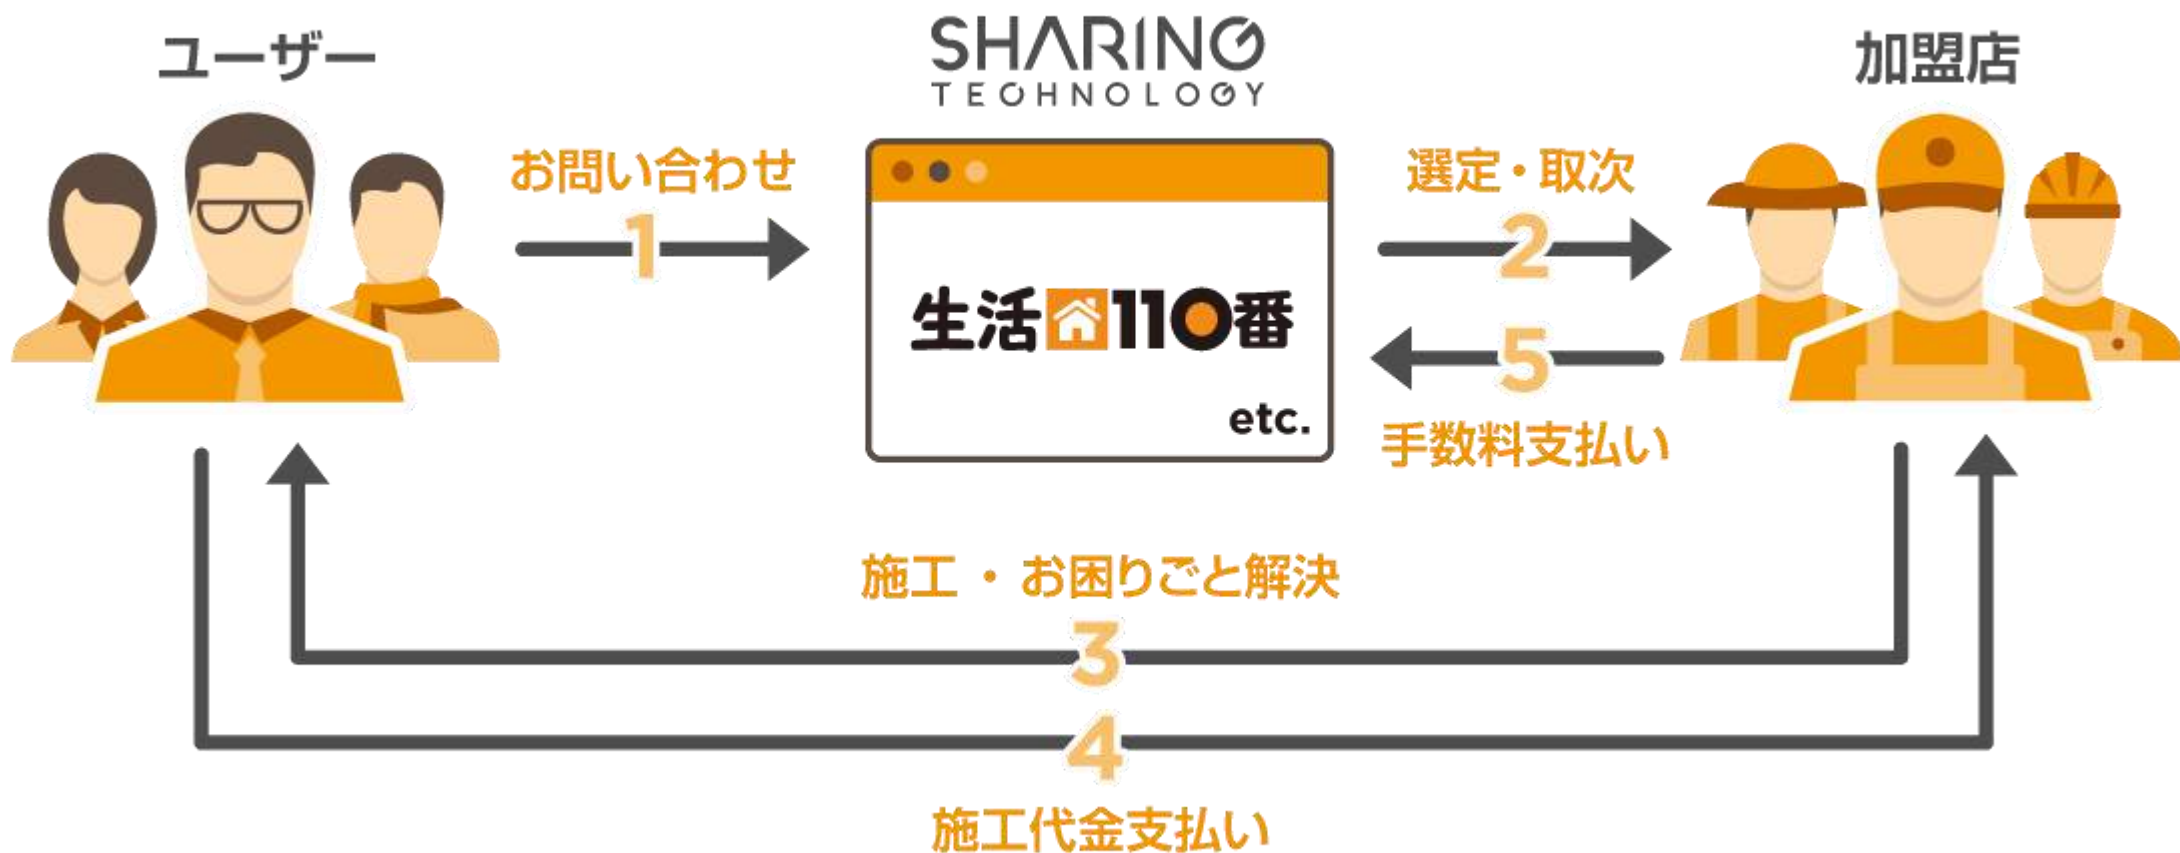 ユーザー
SHARING
TECHNOLOGY
加盟店
お問い合わせ
1
選定・取次
2
生活110番
etc.
5
手数料支払い
施工・お困りごと解決
3
4
施工代金支払い